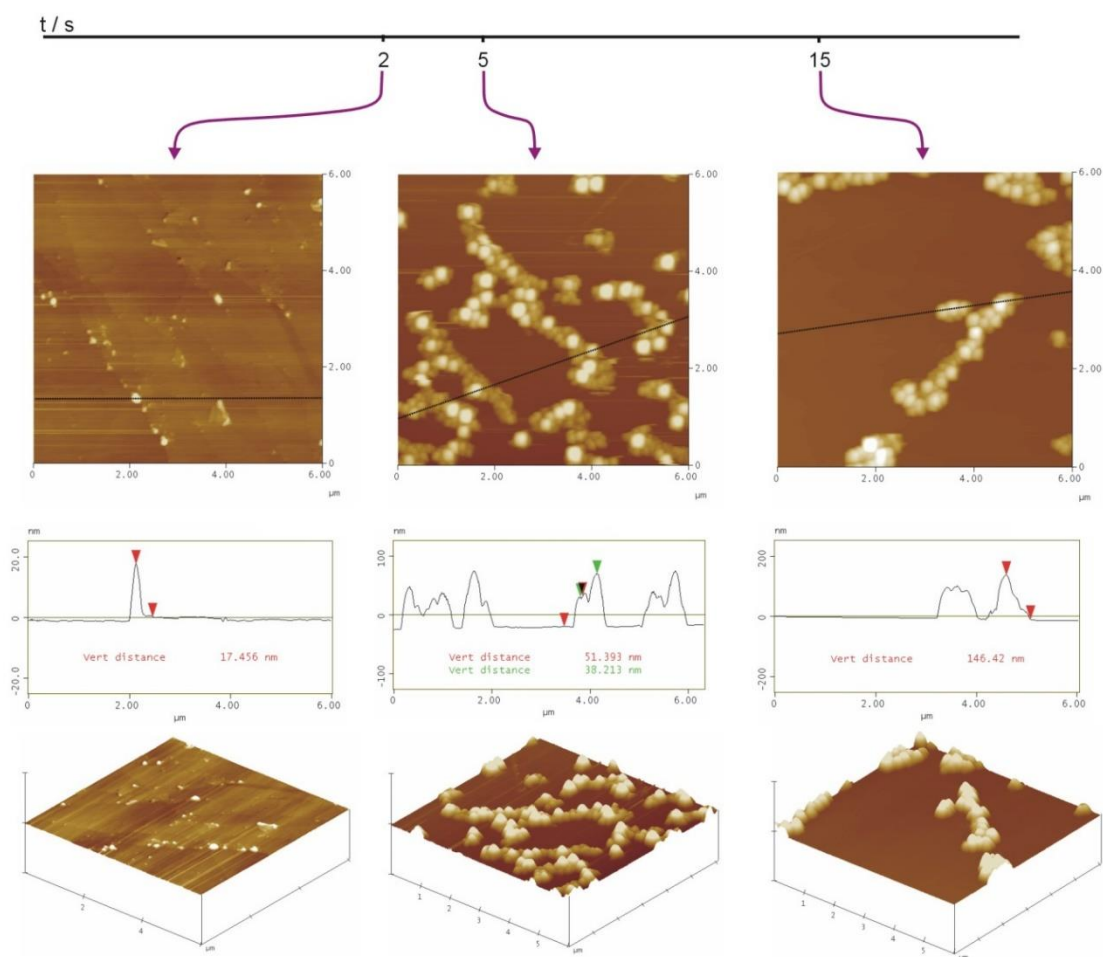 t / s
2 5 15
6.00 6.00 6.00
4.00 4.00 4.00
2.00 2.00 2.00
0 0 0
0 2.00 4.00 6.00 0 2.00 4.00 6.00 0 2.00 4.00 6.00
µm µm µm
nm nm nm
20.0 100 200
0 0 0
-20.0 -100 -200
Vert distance 17.456 nm
Vert distance 51.393 nm
Vert distance 38.213 nm
Vert distance 146.42 nm
0 2.00 4.00 6.00 0 2.00 4.00 6.00 0 2.00 4.00 6.00
µm µm µm
2 4 µm
1 2 3 4 5 µm
1 2 3 4 5 µm